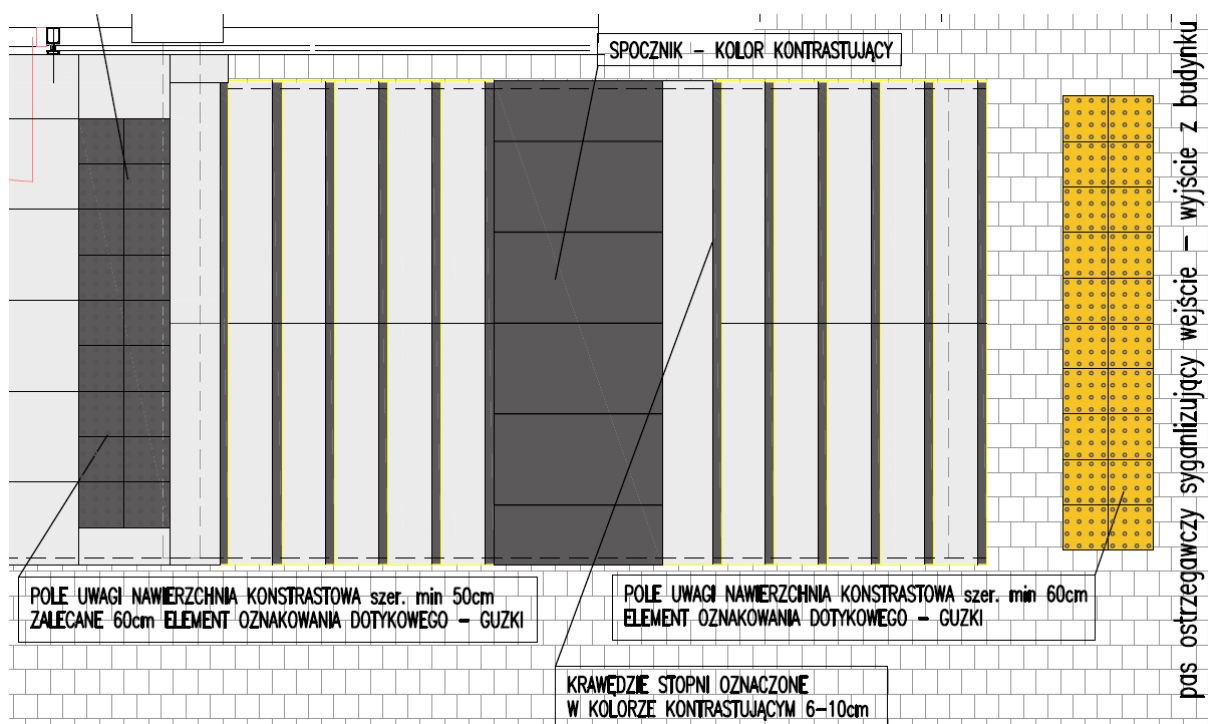 SPOCZNIK – KOLOR KONTRASTUJĄCY
POLE UWAGI NAWIERZCHNIA KONSTRASTOWA szer. min 50cm
ZALECANE 60cm ELEMENT OZNAKOWANIA DOTYKOWEGO – GUZKI
POLE UWAGI NAWIERZCHNIA KONSTRASTOWA szer. min 60cm
ELEMENT OZNAKOWANIA DOTYKOWEGO – GUZKI
KRAWĘDZIE STOPNI OZNACZONE
W KOLORZE KONTRASTUJĄCYM 6–10cm
pas ostrzegawczy syganlizujący wejście – wyjście z budynku